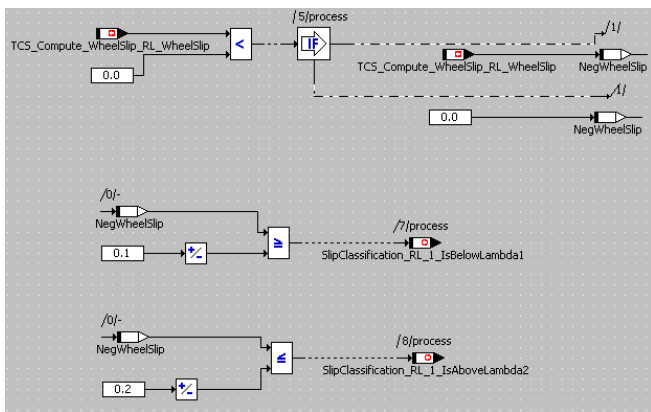 /5/process
/1/
TCS_Compute_WheelSlip_RL_WheelSlip
<
IF
TCS_Compute_WheelSlip_RL_WheelSlip
NegWheelSlip
0.0
/1/
0.0
NegWheelSlip
/0/-
NegWheelSlip
/7/process
0.1
+/-
≥
SlipClassification_RL_1_IsBelowLambda1
/0/-
NegWheelSlip
/8/process
0.2
+/-
≤
SlipClassification_RL_1_IsAboveLambda2